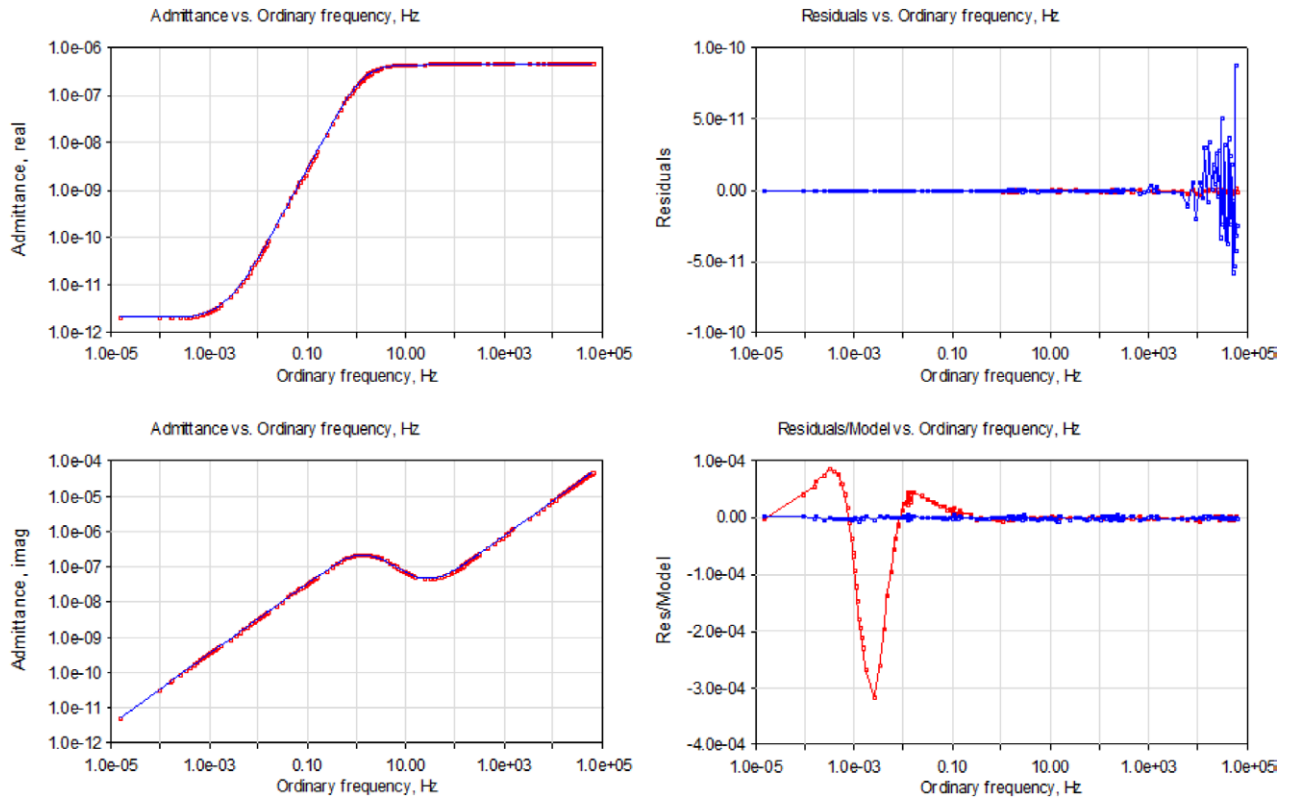 Admittance vs. Ordinary frequency, Hz
Admittance, real
1.0e-06
1.0e-07
1.0e-08
1.0e-09
1.0e-10
1.0e-11
1.0e-12
1.0e-05 1.0e-03 0.10 10.00 1.0e+03 1.0e+05
Ordinary frequency, Hz
Residuals vs. Ordinary frequency, Hz
Residuals
1.0e-10
5.0e-11
0.00
-5.0e-11
-1.0e-10
1.0e-05 1.0e-03 0.10 10.00 1.0e+03 1.0e+05
Ordinary frequency, Hz
Admittance vs. Ordinary frequency, Hz
Admittance, imag
1.0e-04
1.0e-05
1.0e-06
1.0e-07
1.0e-08
1.0e-09
1.0e-10
1.0e-11
1.0e-12
1.0e-05 1.0e-03 0.10 10.00 1.0e+03 1.0e+05
Ordinary frequency, Hz
Residuals/Model vs. Ordinary frequency, Hz
Res/Model
1.0e-04
0.00
-1.0e-04
-2.0e-04
-3.0e-04
-4.0e-04
1.0e-05 1.0e-03 0.10 10.00 1.0e+03 1.0e+05
Ordinary frequency, Hz